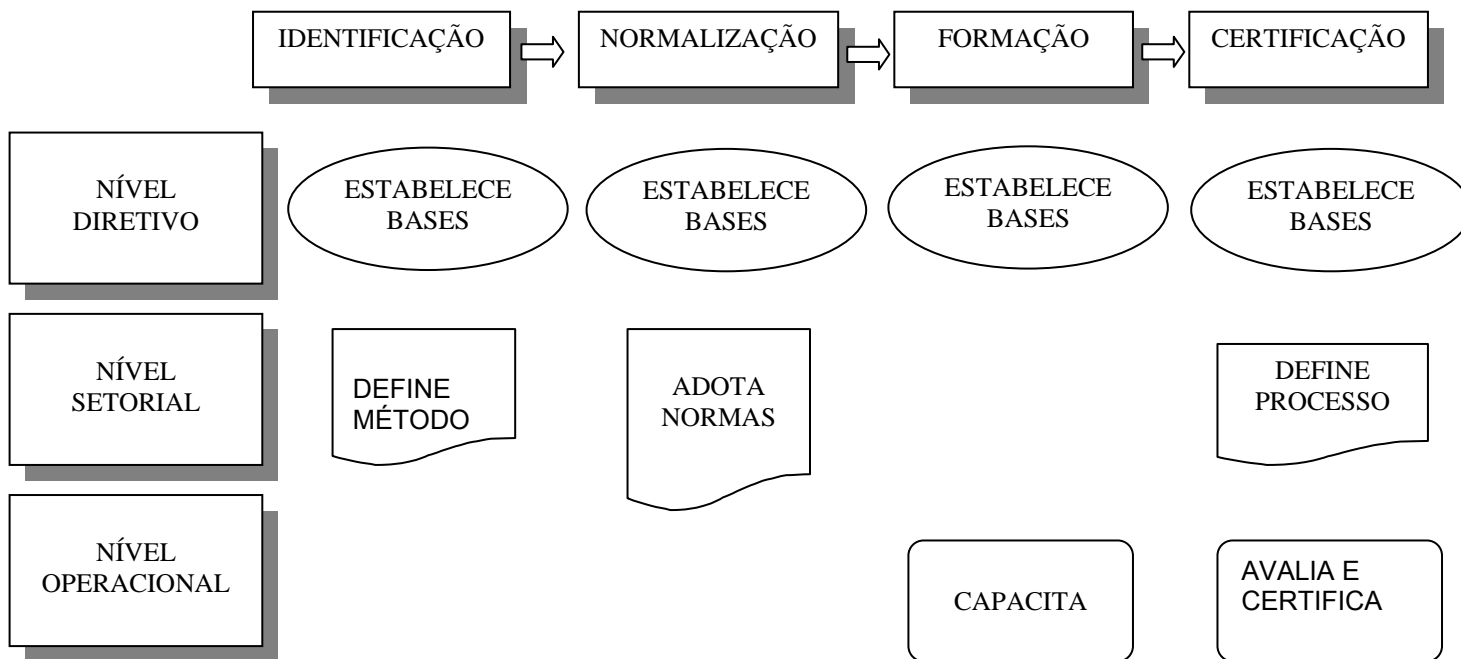 IDENTIFICAÇÃO
NORMALIZAÇÃO
FORMAÇÃO
CERTIFICAÇÃO
NÍVEL
DIRETIVO
ESTABELECE
BASES
ESTABELECE
BASES
ESTABELECE
BASES
ESTABELECE
BASES
NÍVEL
SETORIAL
DEFINE
MÉTODO
ADOTA
NORMAS
DEFINE
PROCESSO
NÍVEL
OPERACIONAL
CAPACITA
AVALIA E
CERTIFICA